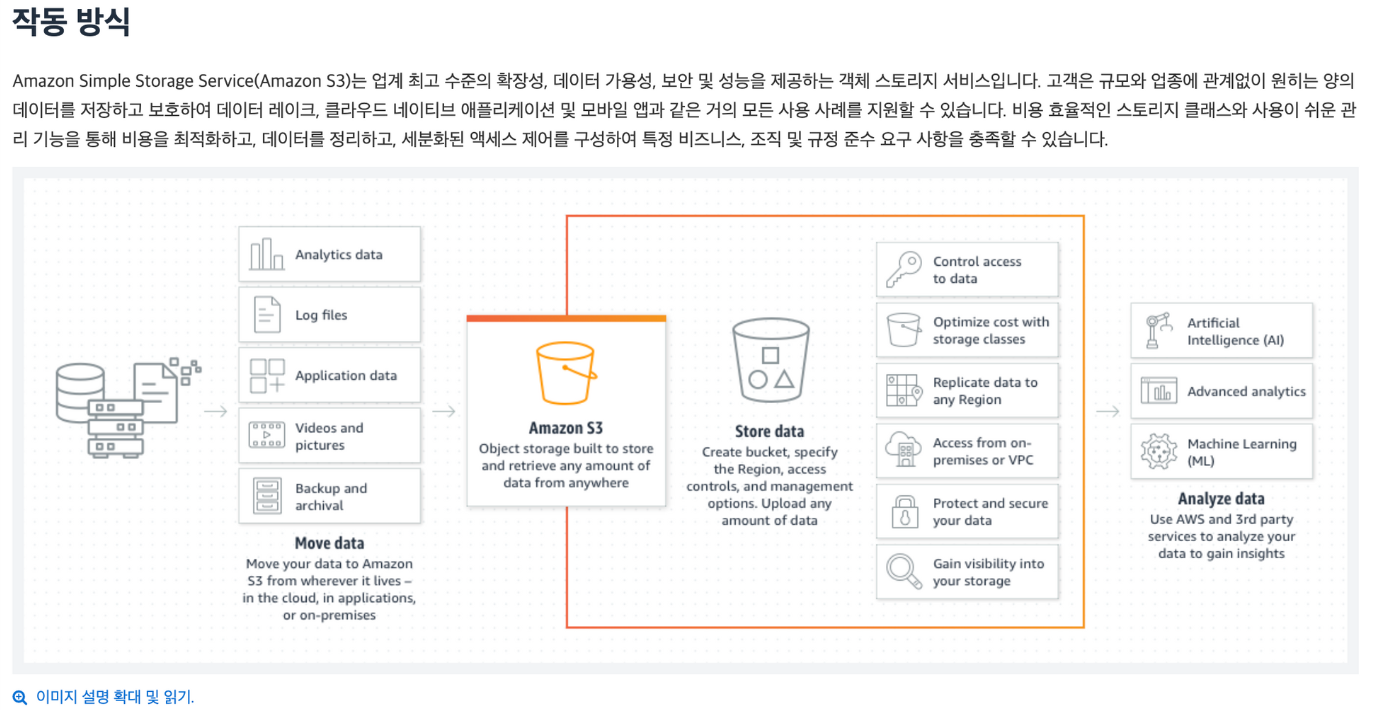 작동 방식
Amazon Simple Storage Service(Amazon S3)는 업계 최고 수준의 확장성, 데이터 가용성, 보안 및 성능을 제공하는 객체 스토리지 서비스입니다. 고객은 규모와 업종에 관계없이 원히는 양의
데이터를 저장하고 보호하여 데이터 레이크, 클라우드 네이티브 애플리케이션 및 모바일 앱과 같은 거의 모든 사용 사례를 지원할 수 있습니다. 비용 효율적인 스토리지 클래스와 사용이 쉬운 관
리 기능을 통해 비용을 최적화하고, 데이터를 정리하고, 세분화된 액세스 제어를 구성하여 특정 비즈니스, 조직 및 규정 준수 요구 사항을 충족할 수 있습니다.
Analytics data
Log files
Application data
Videos and
pictures
Backup and
archival
Move data
Move your data to Amazon
S3 from wherever it lives –
in the cloud, in applications,
or on-premises
Amazon S3
Object storage built to store
and retrieve any amount of
data from anywhere
Store data
Create bucket, specify
the Region, access
controls, and management
options. Upload any
amount of data
Control access
to data
Optimize cost with
storage classes
Replicate data to
any Region
Access from on-
premises or VPC
Protect and secure
your data
Gain visibility into
your storage
Artificial
Intelligence (AI)
Advanced analytics
Machine Learning
(ML)
Analyze data
Use AWS and 3rd party
services to analyze your
data to gain insights
이미지 설명 확대 및 읽기.